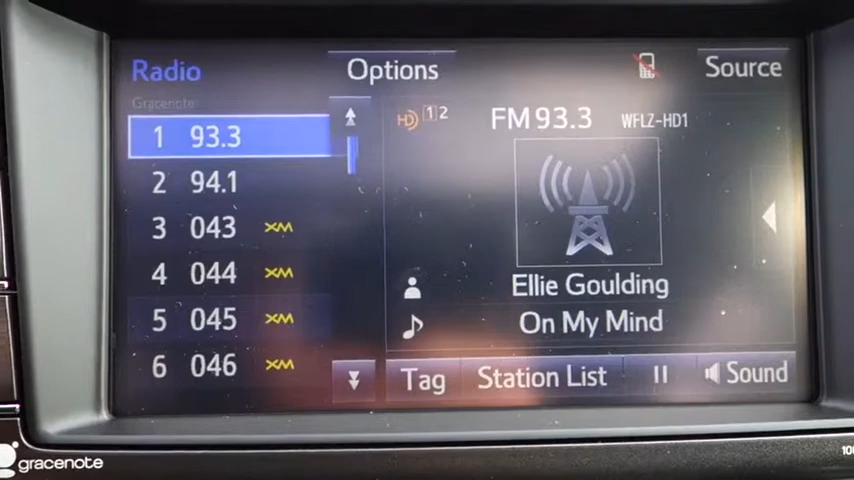 Radio
Options
Source
Gracenote
1 93.3
2 94.1
3 043 XM
4 044 XM
5 045 XM
6 046 XM
HD 1 2
FM 93.3 WFLZ-HD1
Ellie Goulding
On My Mind
Tag
Station List
Sound
gracenote